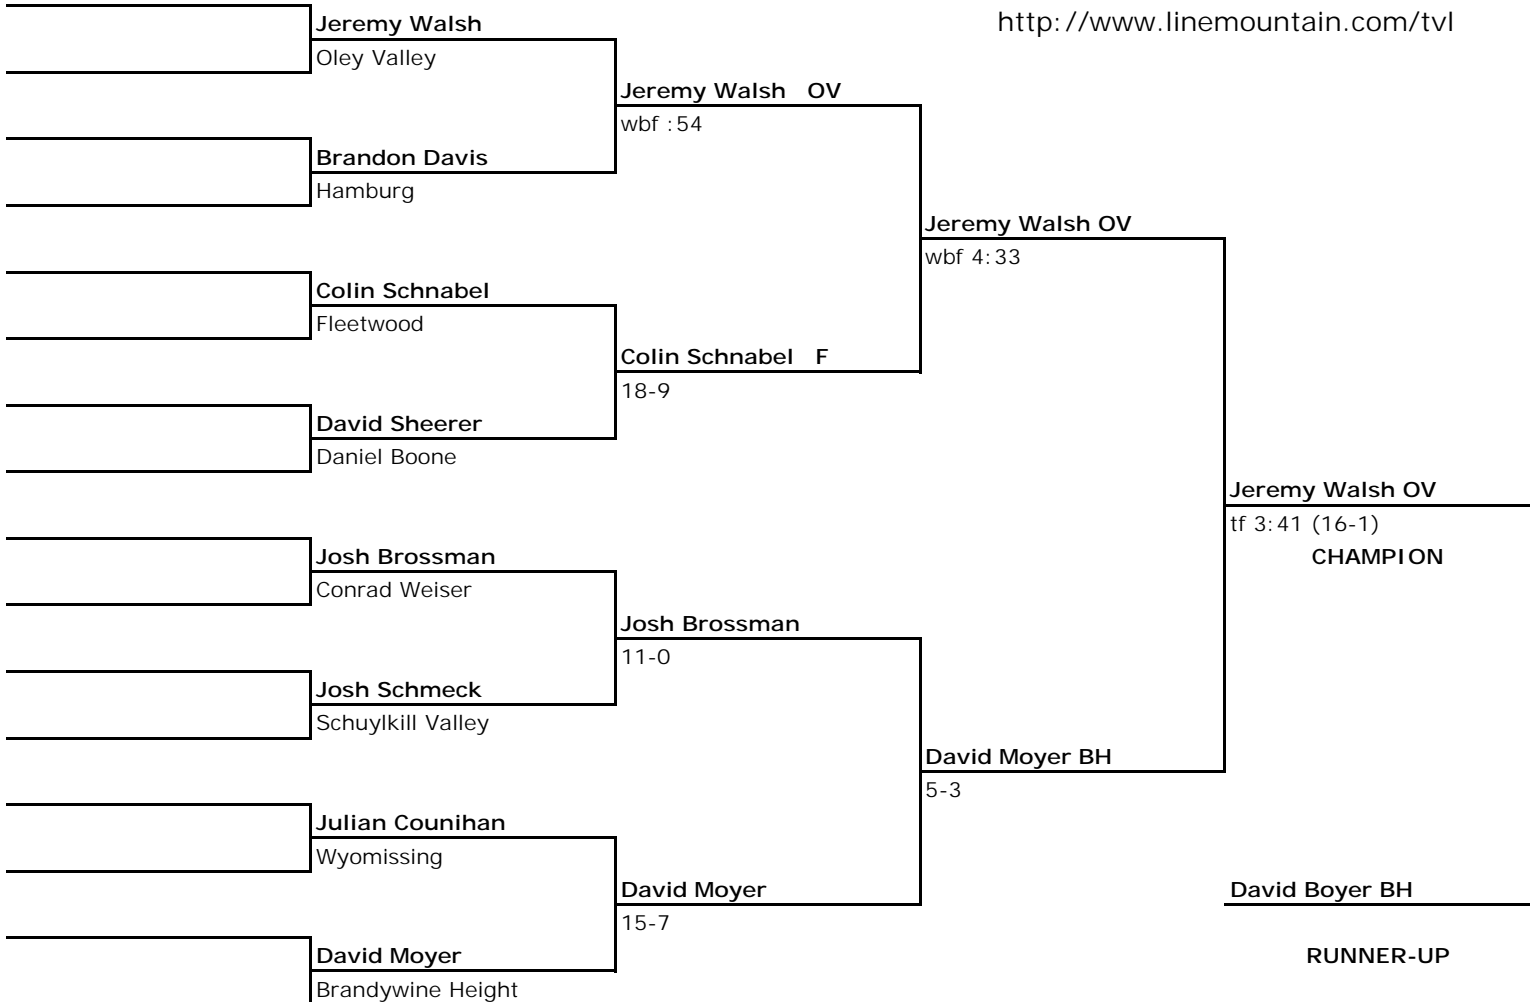 Jeremy Walsh
http://www.linemountain.com/tvl
Oley Valley
Jeremy Walsh OV
wbf :54
Brandon Davis
Hamburg
Jeremy Walsh OV
wbf 4:33
Colin Schnabel
Fleetwood
Colin Schnabel F
18-9
David Sheerer
Daniel Boone
Jeremy Walsh OV
tf 3:41 (16-1)
CHAMPION
Josh Brossman
Conrad Weiser
Josh Brossman
11-0
Josh Schmeck
Schuylkill Valley
David Moyer BH
5-3
Julian Counihan
Wyomissing
David Moyer
David Boyer BH
15-7
David Moyer
RUNNER-UP
Brandywine Height